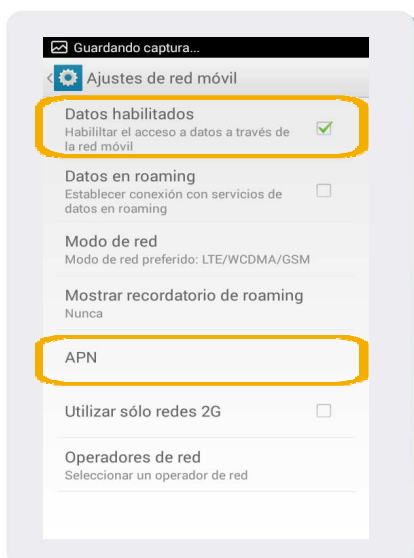 Guardando captura...
Ajustes de red móvil
Datos habilitados
Habililtar el acceso a datos a través de
la red móvil
Datos en roaming
Establecer conexión con servicios de
datos en roaming
Modo de red
Modo de red preferido: LTE/WCDMA/GSM
Mostrar recordatorio de roaming
Nunca
APN
Utilizar sólo redes 2G
Operadores de red
Seleccionar un operador de red